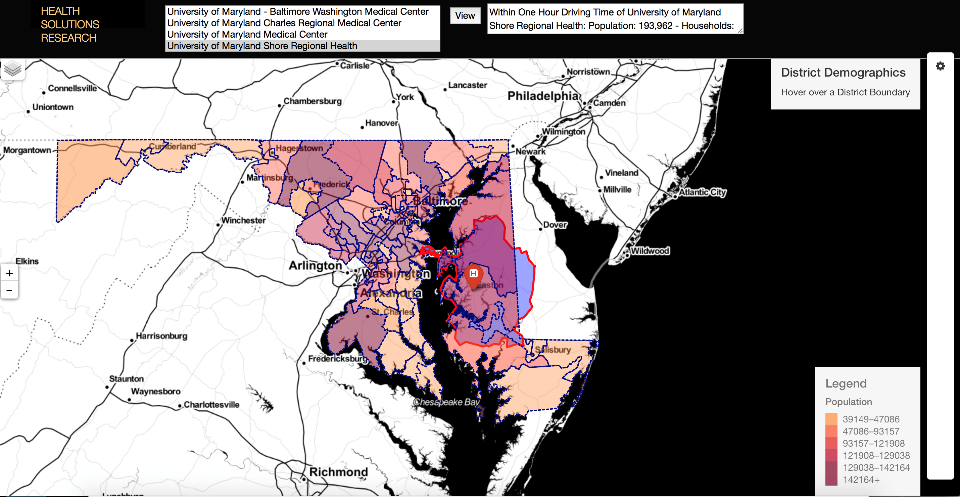 HEALTH
SOLUTIONS
RESEARCH
University of Maryland - Baltimore Washington Medical Center
University of Maryland Charles Regional Medical Center
University of Maryland Medical Center
University of Maryland Shore Regional Health
View
Within One Hour Driving Time of University of Maryland
Shore Regional Health: Population: 193,962 - Households:
District Demographics
Hover over a District Boundary
Carlisle
Norristown
Connellsville
Lancaster
York
Philadelphia
Uniontown
Chambersburg
Camden
Hanover
Wilmington
Morgantown
Cumberland
Hagerstown
Newark
Martinsburg
Vineland
Frederick
Millville
Atlantic City
Baltimore
Winchester
Dover
Wildwood
Elkins
Arlington
Washington
+
−
H
Easton
Alexandria
St. Charles
Harrisonburg
Salisbury
Fredericksburg
Staunton
Waynesboro
Charlottesville
Chesapeake Bay
Richmond
Lynchburg
Legend
Population
39149–47086
47086–93157
93157–121908
121908–129038
129038–142164
142164+